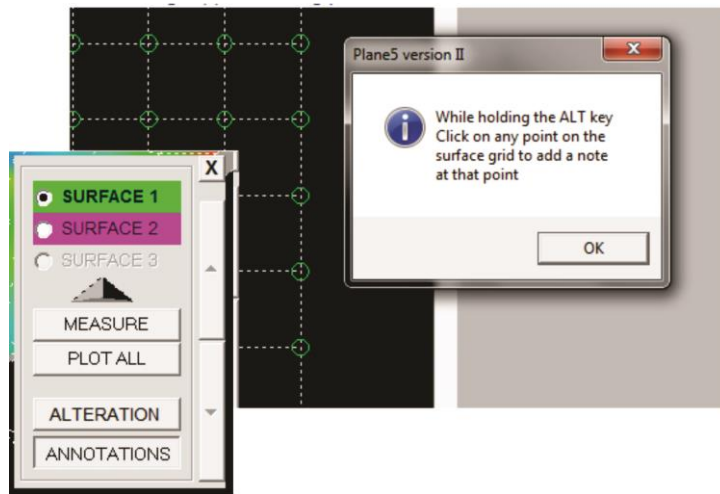 Plane5 version II
X
While holding the ALT key
Click on any point on the
surface grid to add a note
at that point
OK
X
SURFACE 1
SURFACE 2
SURFACE 3
MEASURE
PLOT ALL
ALTERATION
ANNOTATIONS